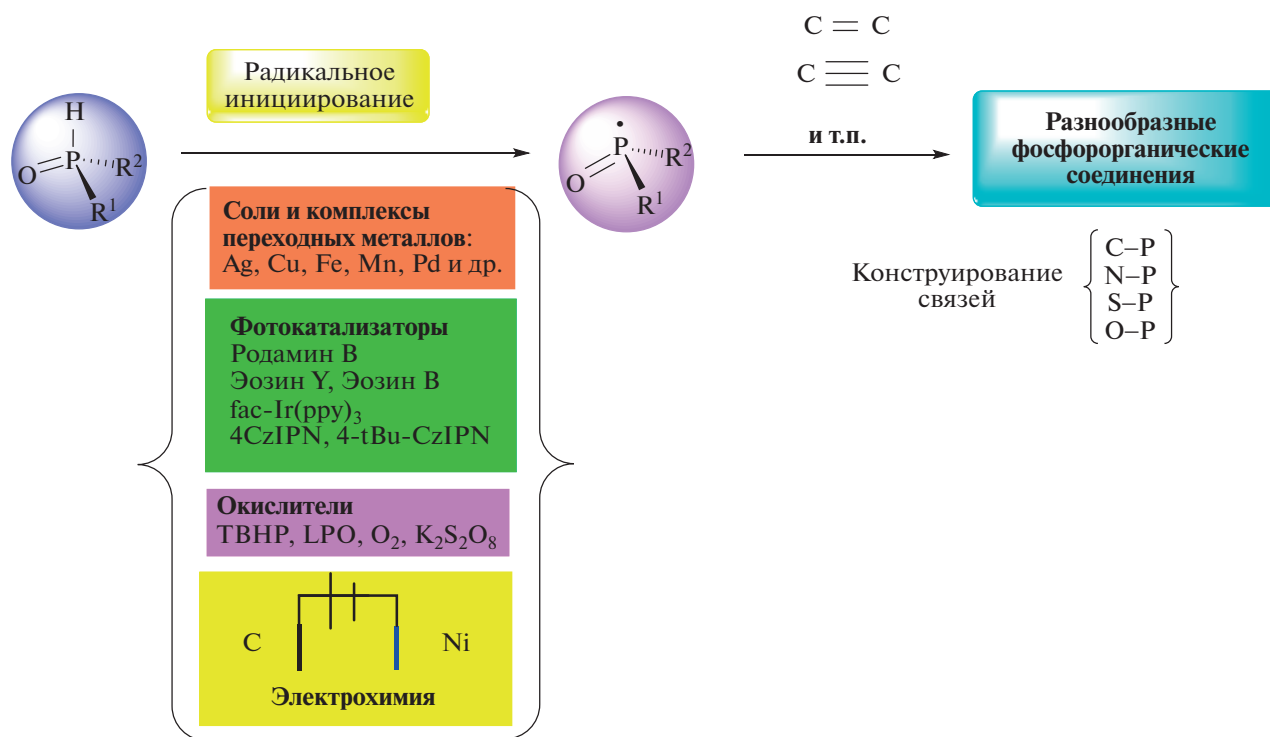 H
O=P R²
R¹
Радикальное
инициирование
Соли и комплексы
переходных металлов:
Ag, Cu, Fe, Mn, Pd и др.
Фотокатализаторы
Родамин B
Эозин Y, Эозин B
fac-Ir(ppy)₃
4CzIPN, 4-tBu-CzIPN
Окислители
TBHP, LPO, O₂, K₂S₂O₈
C Ni
Электрохимия
O=P· R²
R¹
C = C
C ≡ C
и т.п.
Разнообразные
фосфорорганические
соединения
Конструирование
связей
C–P
N–P
S–P
O–P